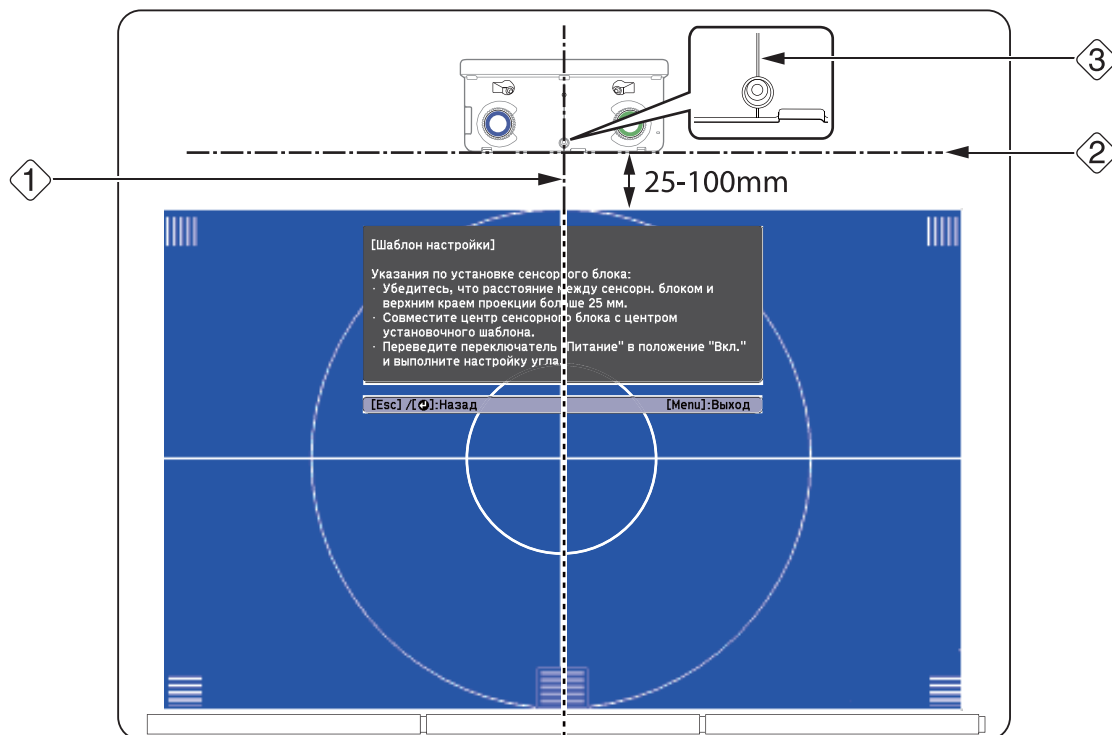 3
2
1
25-100mm
[Шаблон настройки]
Указания по установке сенсорного блока:
· Убедитесь, что расстояние между сенсорн. блоком и
верхним краем проекции больше 25 мм.
· Совместите центр сенсорного блока с центром
установочного шаблона.
· Переведите переключатель "Питание" в положение "Вкл."
и выполните настройку угла.
[Esc] /[ ]:Назад [Menu]:Выход